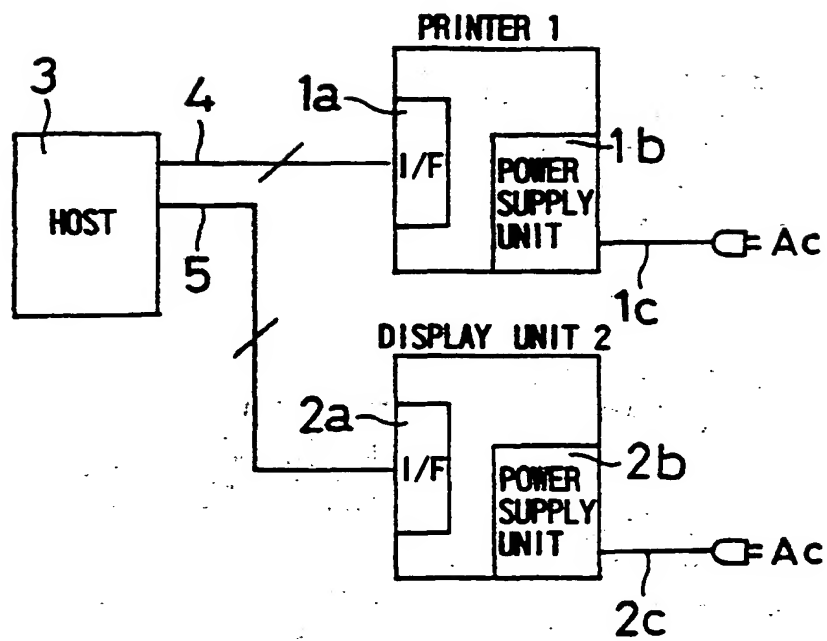 PRINTER 1
3
4
1a
I/F
1b
POWER
SUPPLY
UNIT
HOST
5
Ac
1c
DISPLAY UNIT 2
2a
I/F
2b
POWER
SUPPLY
UNIT
Ac
2c